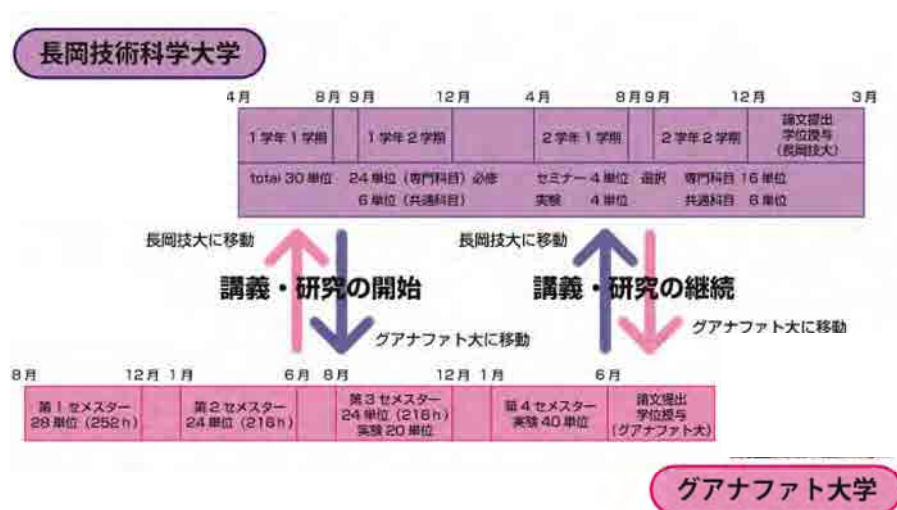 長岡技術科学大学
4月 8月 9月 12月 4月 8月 9月 12月 3月
1学年1学期 1学年2学期 2学年1学期 2学年2学期 論文提出
学位授与
(長岡技大)
total 30単位 24単位(専門科目)必修 セミナー4単位 選択 専門科目16単位
6単位(共通科目) 実験 4単位 共通科目 6単位
長岡技大に移動 長岡技大に移動
講義・研究の開始 講義・研究の継続
グアナファト大に移動 グアナファト大に移動
8月 12月 1月 6月 8月 12月 1月 6月
第1セメスター
28単位(252h)
第2セメスター
24単位(216h)
第3セメスター
24単位(216h)
実験20単位
第4セメスター
実験40単位
論文提出
学位授与
(グアナファト大)
グアナファト大学